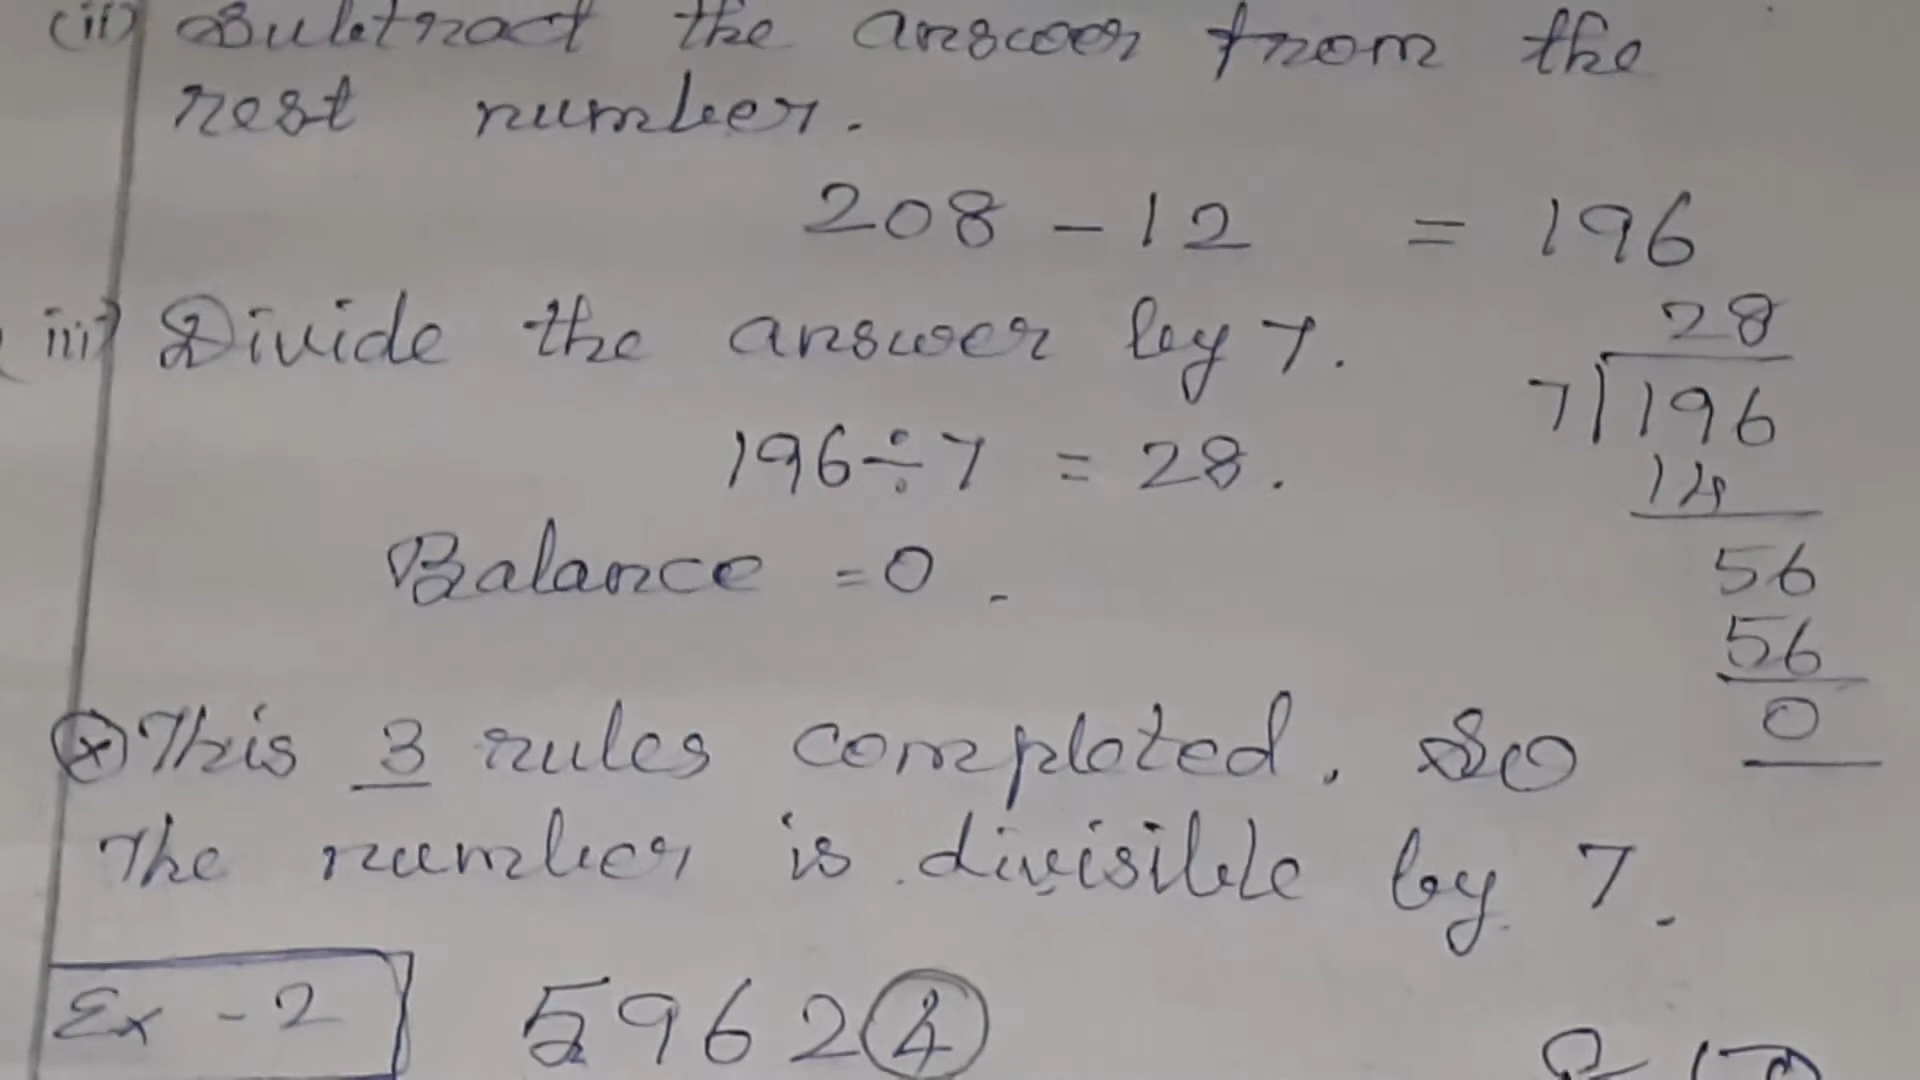 (ii) Subtract the answer from the
rest number.
208 - 12 = 196
iii) Divide the answer by 7.
28
7)196
14
56
56
0
196 ÷ 7 = 28.
Balance = 0.
This 3 rules completed. So
The number is divisible by 7.
Ex - 2 59624